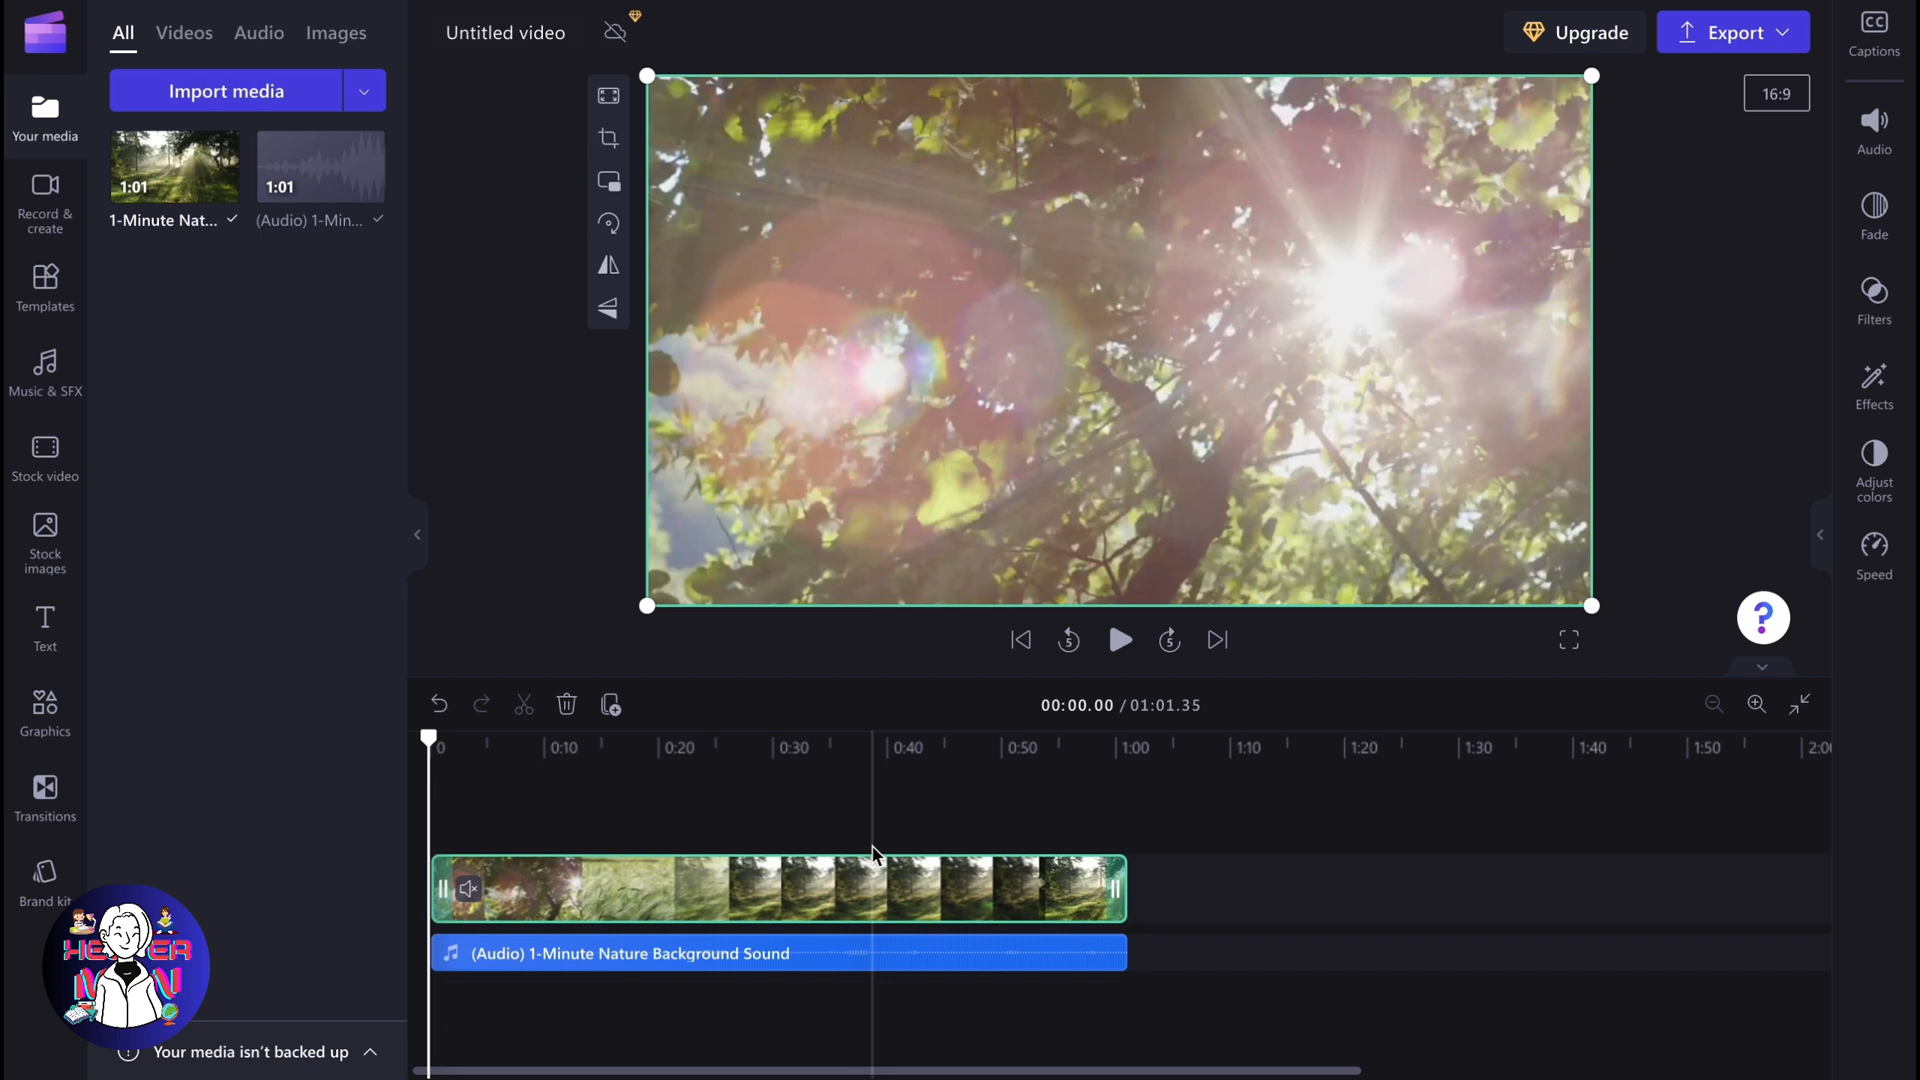 All Videos Audio Images
Untitled video
Upgrade
Export
Captions
Import media
16:9
Your media
1:01
1:01
1-Minute Nat...
(Audio) 1-Min...
Audio
Record &
create
Fade
Templates
Filters
Music & SFX
Effects
Stock video
Adjust
colors
Stock
images
Speed
?
Text
5
5
Graphics
00:00.00 / 01:01.35
0 0:10 0:20 0:30 0:40 0:50 1:00 1:10 1:20 1:30 1:40 1:50
Transitions
Brand kit
(Audio) 1-Minute Nature Background Sound
Your media isn't backed up